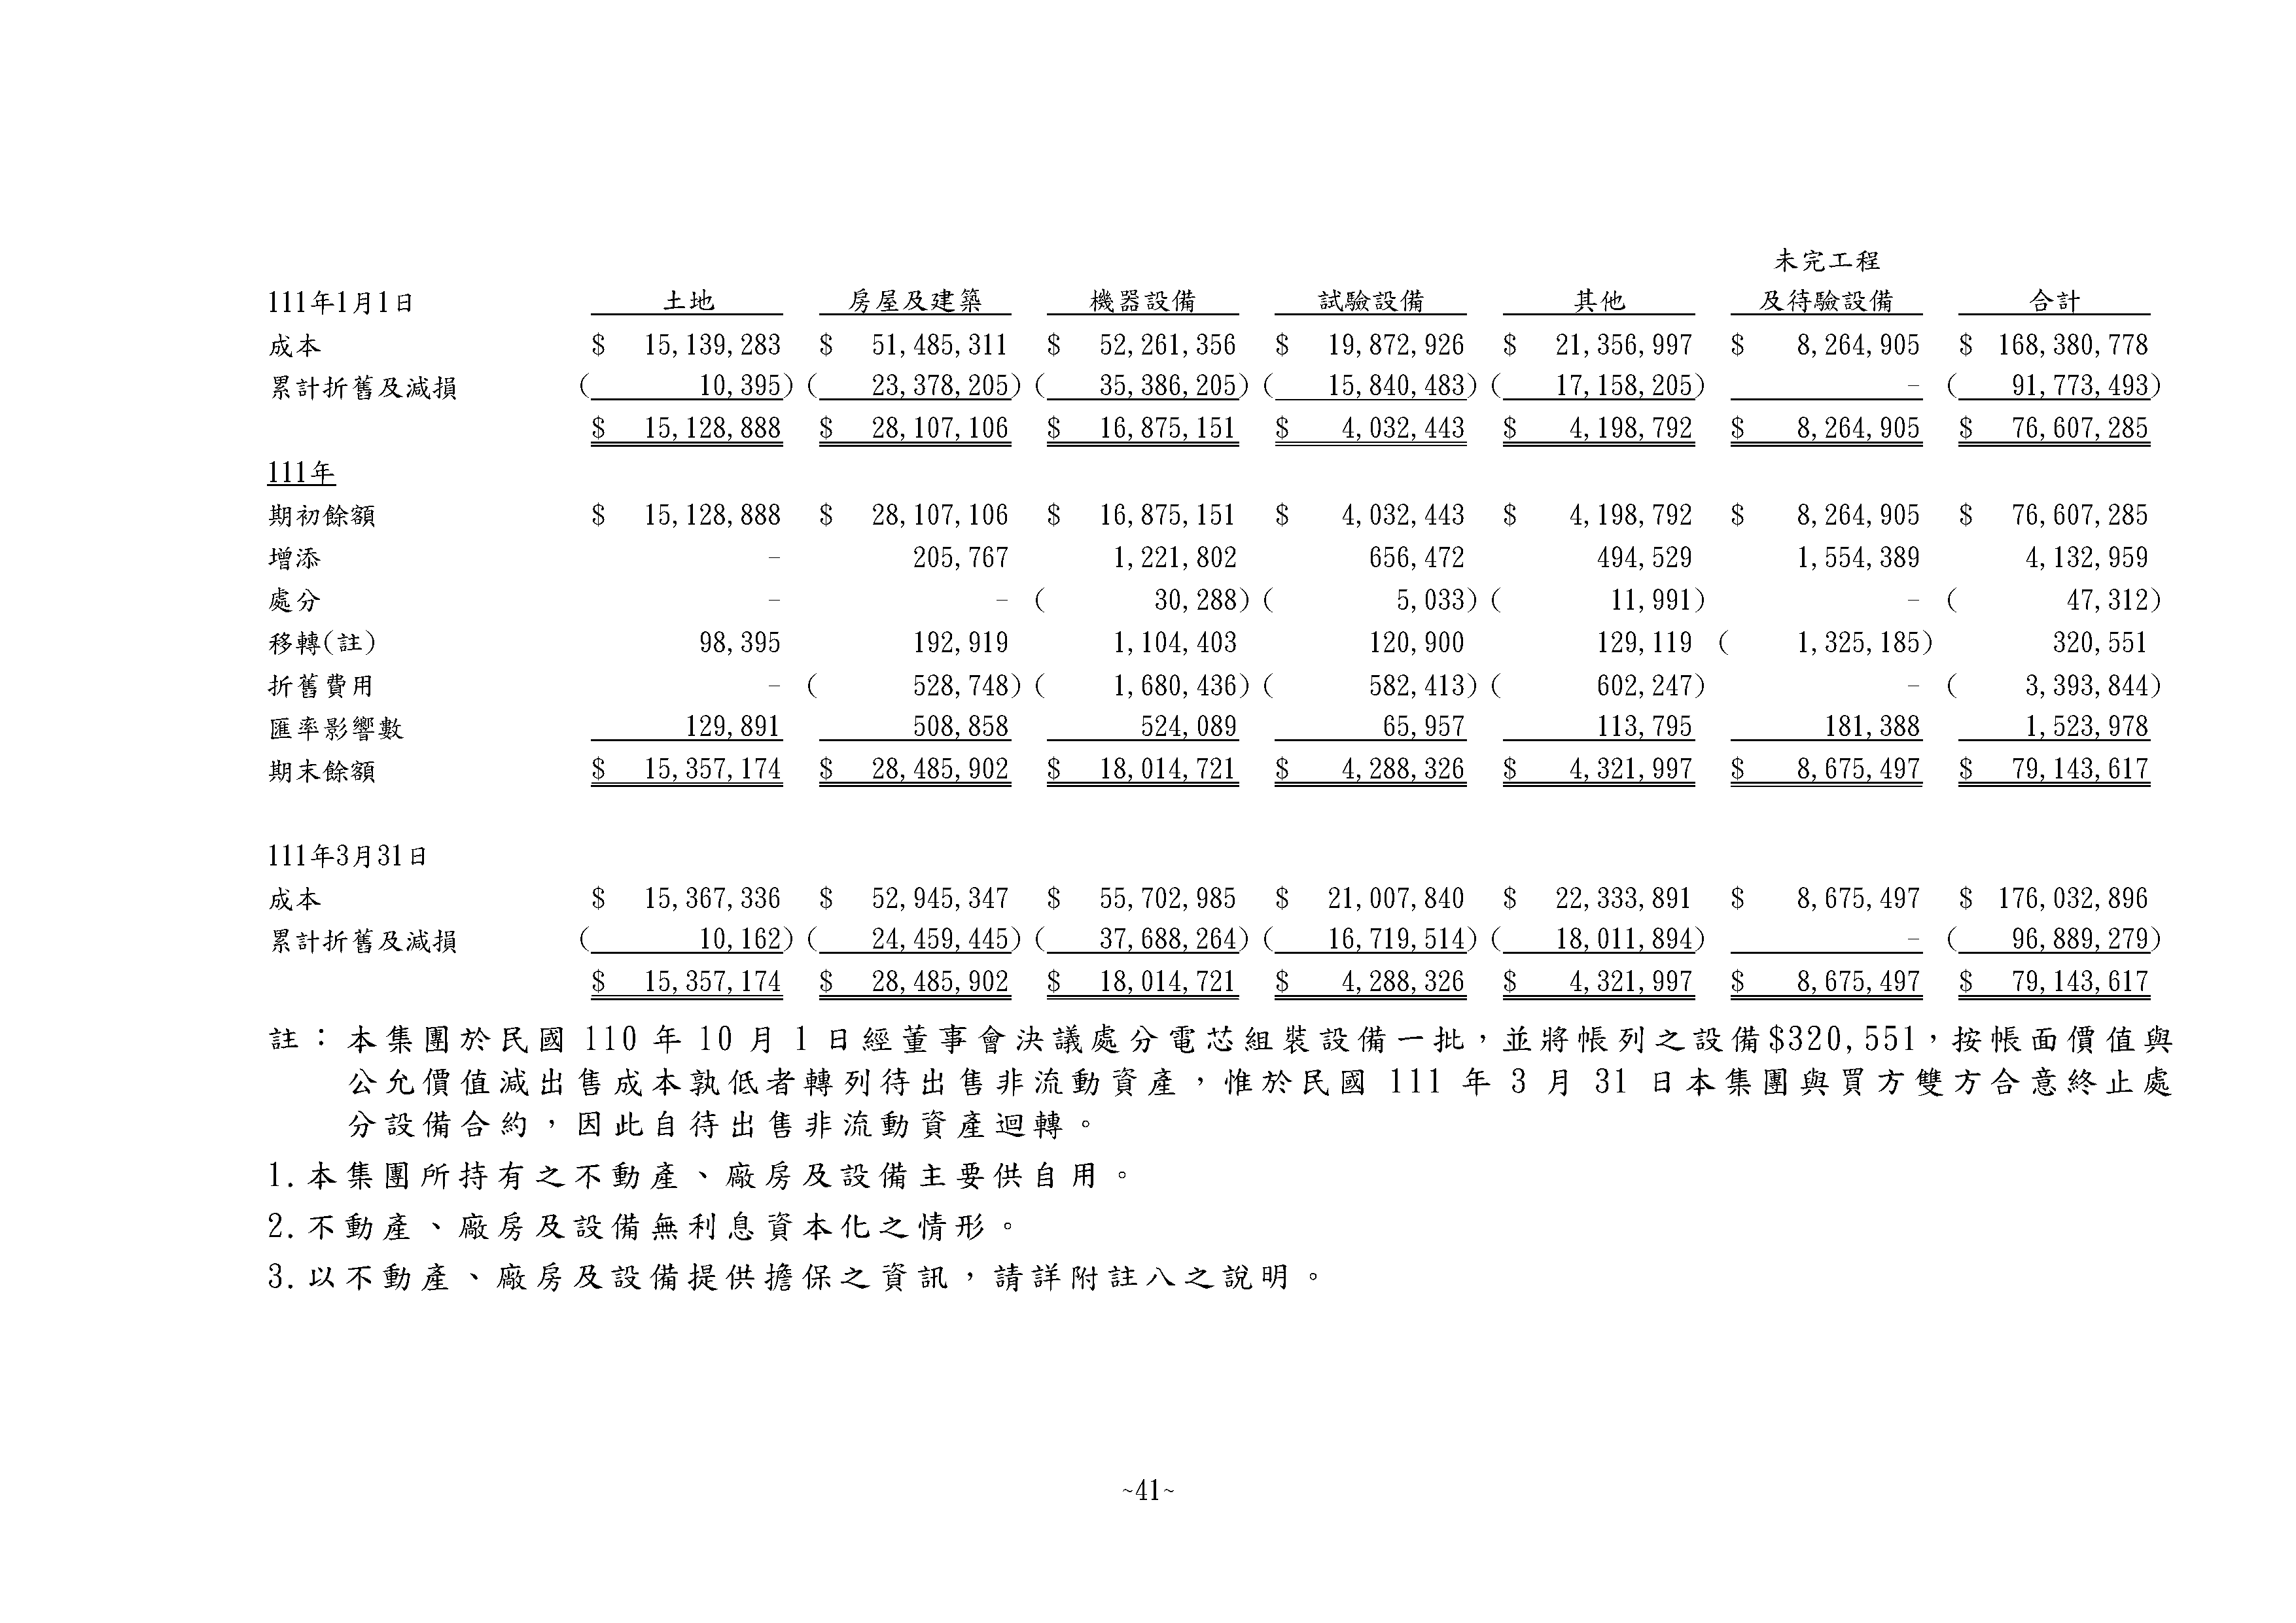 未完工程
111年1月1日 土地 房屋及建築 機器設備 試驗設備 其他 及待驗設備 合計
成本 $ 15,139,283 $ 51,485,311 $ 52,261,356 $ 19,872,926 $ 21,356,997 $ 8,264,905 $ 168,380,778
累計折舊及減損 ( 10,395) ( 23,378,205) ( 35,386,205) ( 15,840,483) ( 17,158,205) - ( 91,773,493)
$ 15,128,888 $ 28,107,106 $ 16,875,151 $ 4,032,443 $ 4,198,792 $ 8,264,905 $ 76,607,285
111年
期初餘額 $ 15,128,888 $ 28,107,106 $ 16,875,151 $ 4,032,443 $ 4,198,792 $ 8,264,905 $ 76,607,285
增添 - 205,767 1,221,802 656,472 494,529 1,554,389 4,132,959
處分 - - ( 30,288) ( 5,033) ( 11,991) - ( 47,312)
移轉(註) 98,395 192,919 1,104,403 120,900 129,119 ( 1,325,185) 320,551
折舊費用 - ( 528,748) ( 1,680,436) ( 582,413) ( 602,247) - ( 3,393,844)
匯率影響數 129,891 508,858 524,089 65,957 113,795 181,388 1,523,978
期末餘額 $ 15,357,174 $ 28,485,902 $ 18,014,721 $ 4,288,326 $ 4,321,997 $ 8,675,497 $ 79,143,617
111年3月31日
成本 $ 15,367,336 $ 52,945,347 $ 55,702,985 $ 21,007,840 $ 22,333,891 $ 8,675,497 $ 176,032,896
累計折舊及減損 ( 10,162) ( 24,459,445) ( 37,688,264) ( 16,719,514) ( 18,011,894) - ( 96,889,279)
$ 15,357,174 $ 28,485,902 $ 18,014,721 $ 4,288,326 $ 4,321,997 $ 8,675,497 $ 79,143,617
註：本集團於民國 110 年 10 月 1 日經董事會決議處分電芯組裝設備一批，並將帳列之設備$320,551，按帳面價值與
公允價值減出售成本孰低者轉列待出售非流動資產，惟於民國 111 年 3 月 31 日本集團與買方雙方合意終止處
分設備合約，因此自待出售非流動資產迴轉。
1.本集團所持有之不動產、廠房及設備主要供自用。
2.不動產、廠房及設備無利息資本化之情形。
3.以不動產、廠房及設備提供擔保之資訊，請詳附註八之說明。
~41~